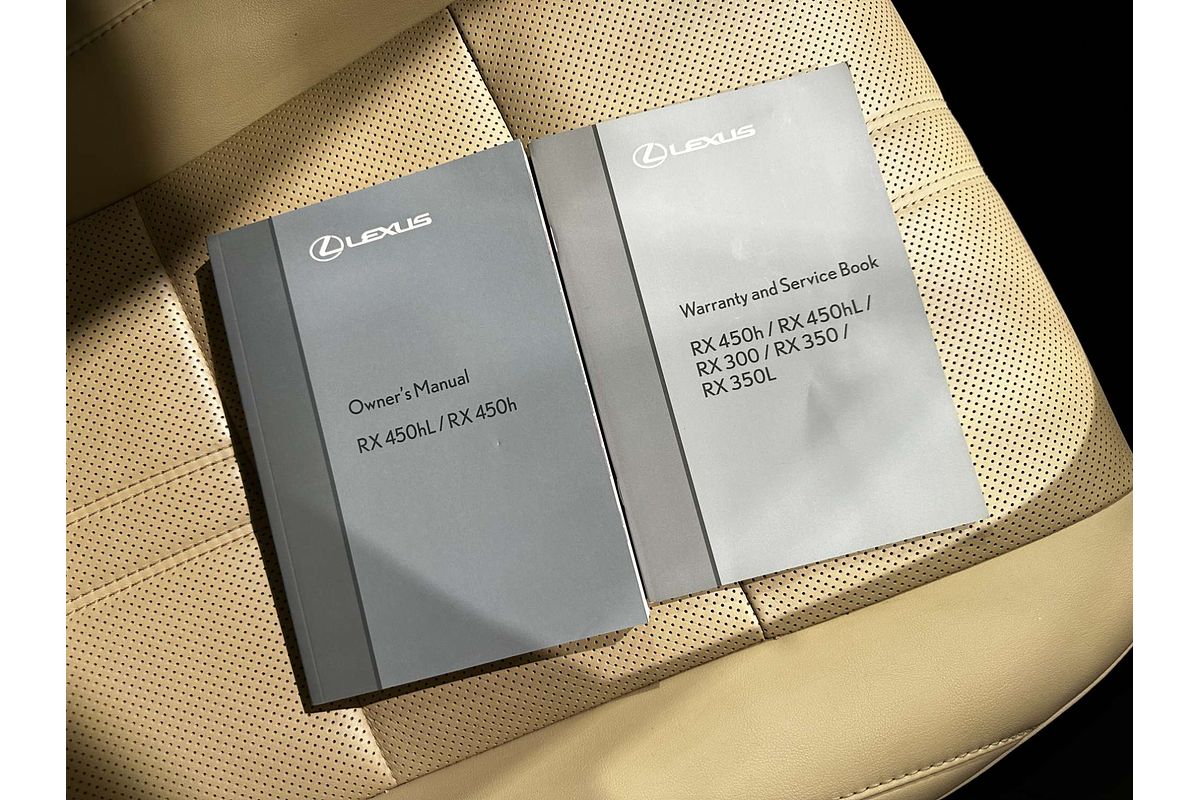 LEXUS
Owner's Manual
RX 450hL / RX 450h
LEXUS
Warranty and Service Book
RX 450h / RX 450hL /
RX 300 / RX 350 /
RX 350L